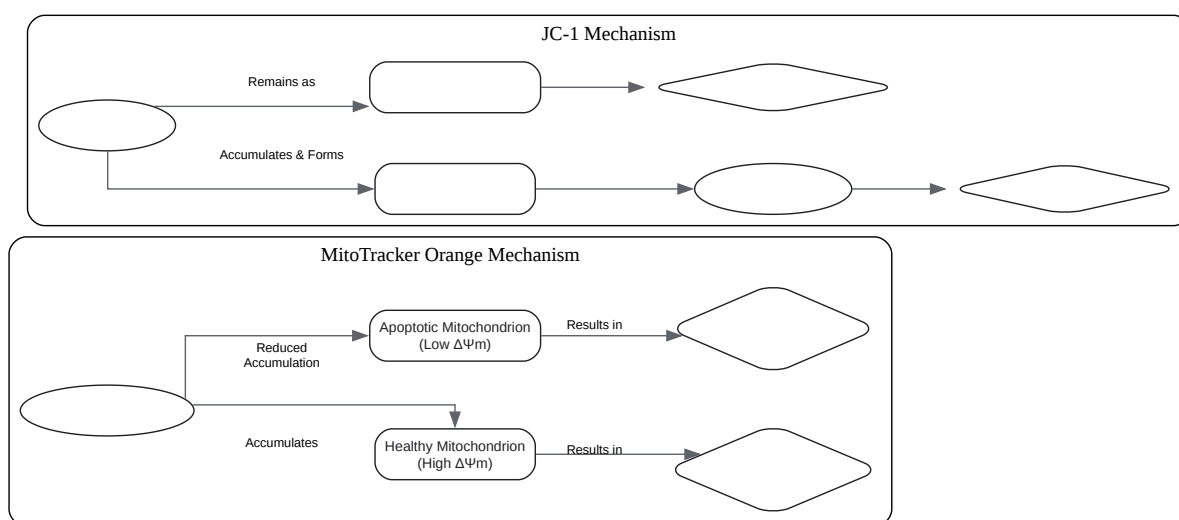 JC-1 Mechanism
Remains as
Accumulates & Forms
MitoTracker Orange Mechanism
Apoptotic Mitochondrion
(Low ΔΨm)
Results in
Reduced
Accumulation
Accumulates
Healthy Mitochondrion
(High ΔΨm)
Results in